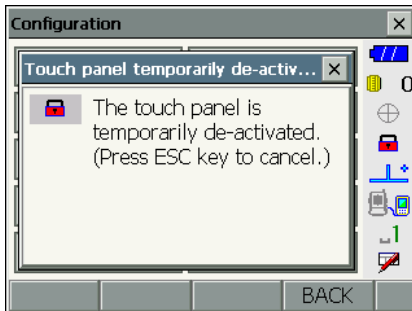 Configuration
Touch panel temporarily de-activ...
0
The touch panel is
temporarily de-activated.
(Press ESC key to cancel.)
1
BACK